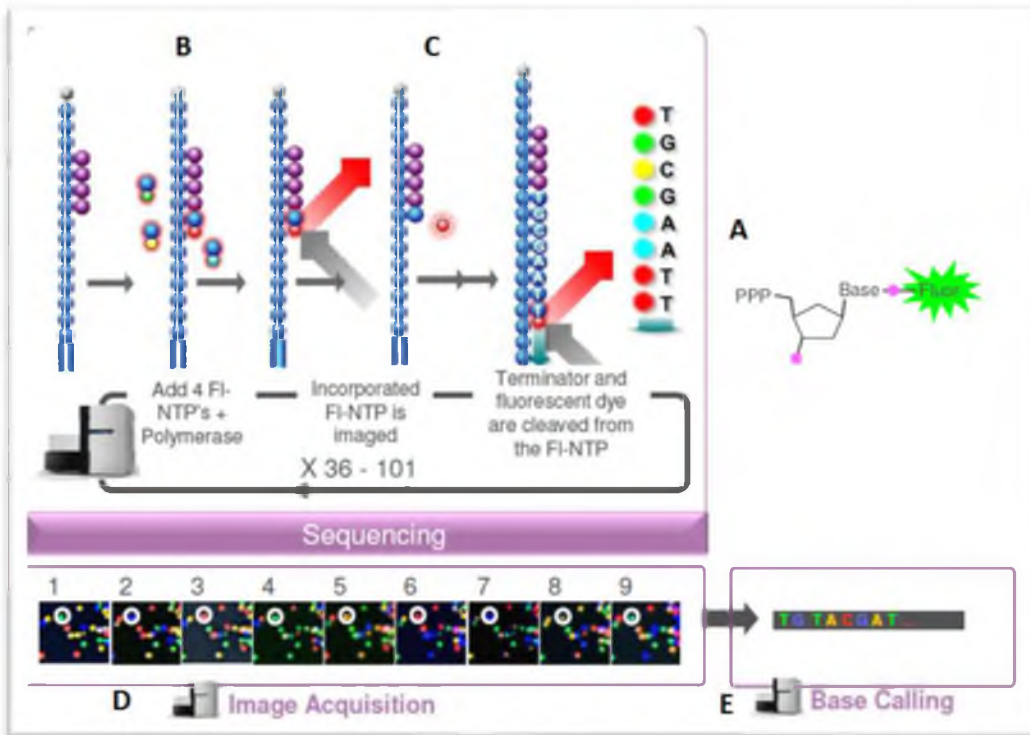 B
C
T
G
C
G
A
A
T
T
A
PPP
Base
Fluor
Add 4 Fl-
NTP's +
Polymerase
Incorporated
Fl-NTP is
imaged
Terminator and
fluorescent dye
are cleaved from
the Fl-NTP
X 36 - 101
Sequencing
1 2 3 4 5 6 7 8 9
TGTACGAT...
D Image Acquisition
E Base Calling